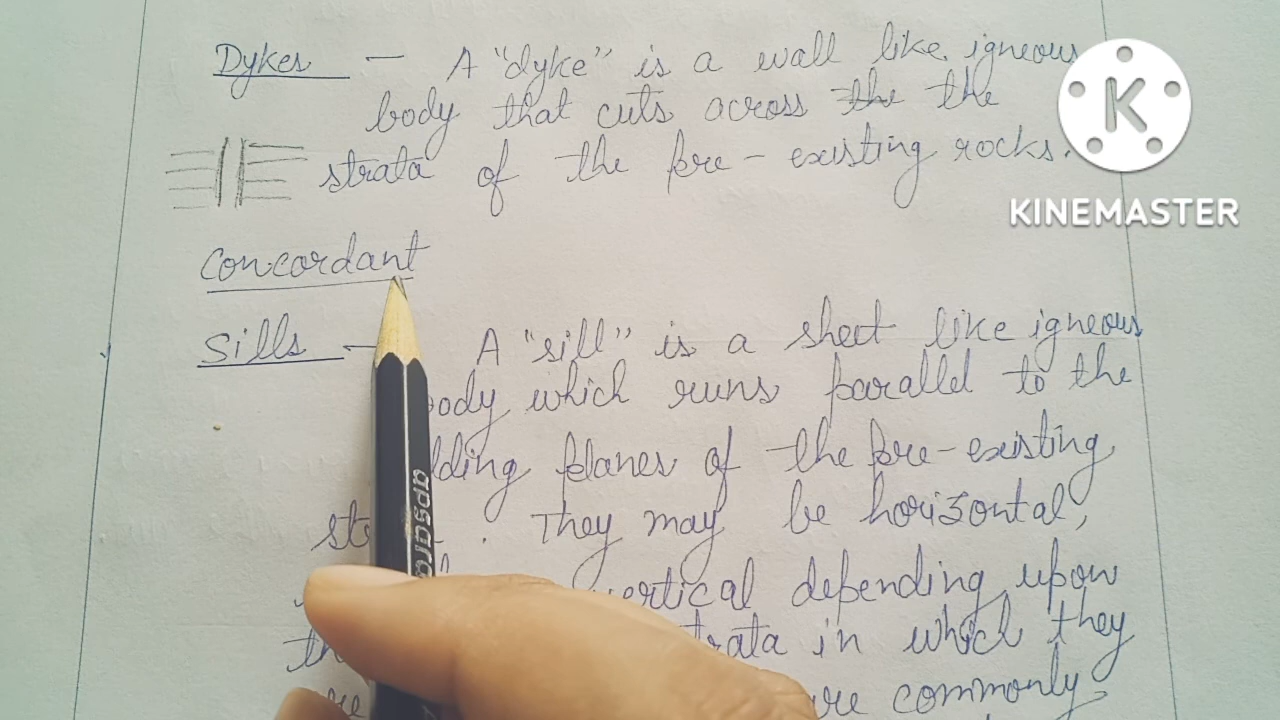 Dykes — A "dyke" is a wall like igneous
body that cuts across the the
strata of the pre-existing rocks.
K
KINEMASTER
Concordant
Sills — A "sill" is a sheet like igneous
body which runs parallel to the
planes of the pre-existing
They may be horizontal,
vertical depending upon
strata in which they
commonly
apsara